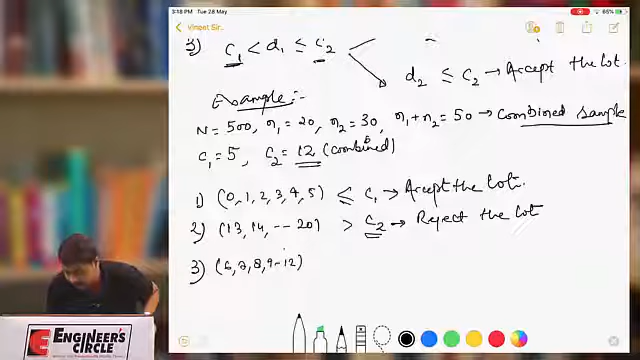 3:18 PM Tue 28 May
65%
Vineet Sir.
3) c₁ < d₁ ≤ c₂
d₂ ≤ c₂ → Accept the lot.
Example:-
N = 500, n₁ = 20, n₂ = 30, n₁ + n₂ = 50 → Combined sample
c₁ = 5, c₂ = 12 (combined)
1) (0, 1, 2, 3, 4, 5) ≤ c₁ → Accept the lot.
2) (13, 14, -- 20) > c₂ → Reject the lot
3) (6, 7, 8, 9 -- 12)
ENGINEER'S
CIRCLE